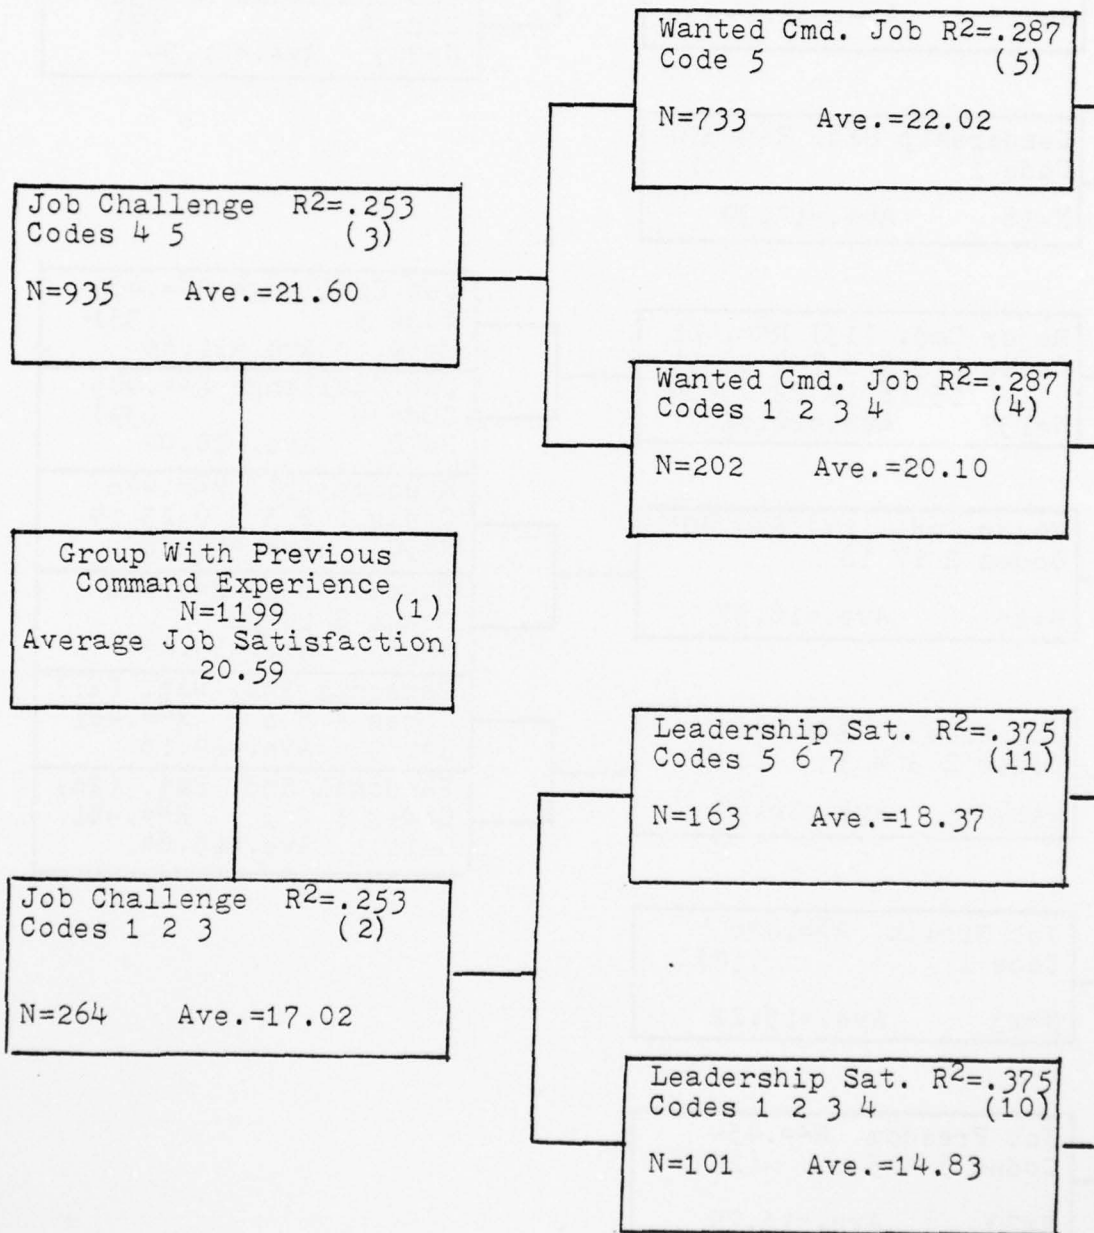 Wanted Cmd. Job R2=.287
Code 5 (5)
N=733 Ave.=22.02
Job Challenge R2=.253
Codes 4 5 (3)
N=935 Ave.=21.60
Wanted Cmd. Job R2=.287
Codes 1 2 3 4 (4)
N=202 Ave.=20.10
Group With Previous
Command Experience
N=1199 (1)
Average Job Satisfaction
20.59
Leadership Sat. R2=.375
Codes 5 6 7 (11)
N=163 Ave.=18.37
Job Challenge R2=.253
Codes 1 2 3 (2)
N=264 Ave.=17.02
Leadership Sat. R2=.375
Codes 1 2 3 4 (10)
N=101 Ave.=14.83